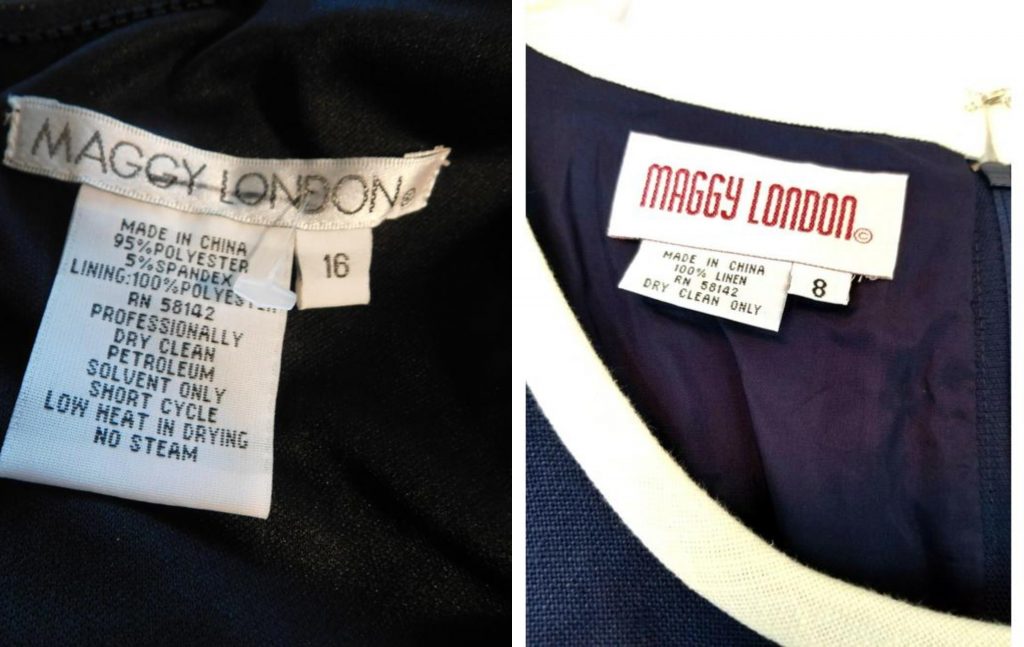 MAGGY LONDON®
MADE IN CHINA
95% POLYESTER
5% SPANDEX
LINING:100% POLYESTER
RN 58142
PROFESSIONALLY
DRY CLEAN
PETROLEUM
SOLVENT ONLY
SHORT CYCLE
LOW HEAT IN DRYING
NO STEAM
16
MAGGY LONDON©
MADE IN CHINA
100% LINEN
RN 58142
DRY CLEAN ONLY
8